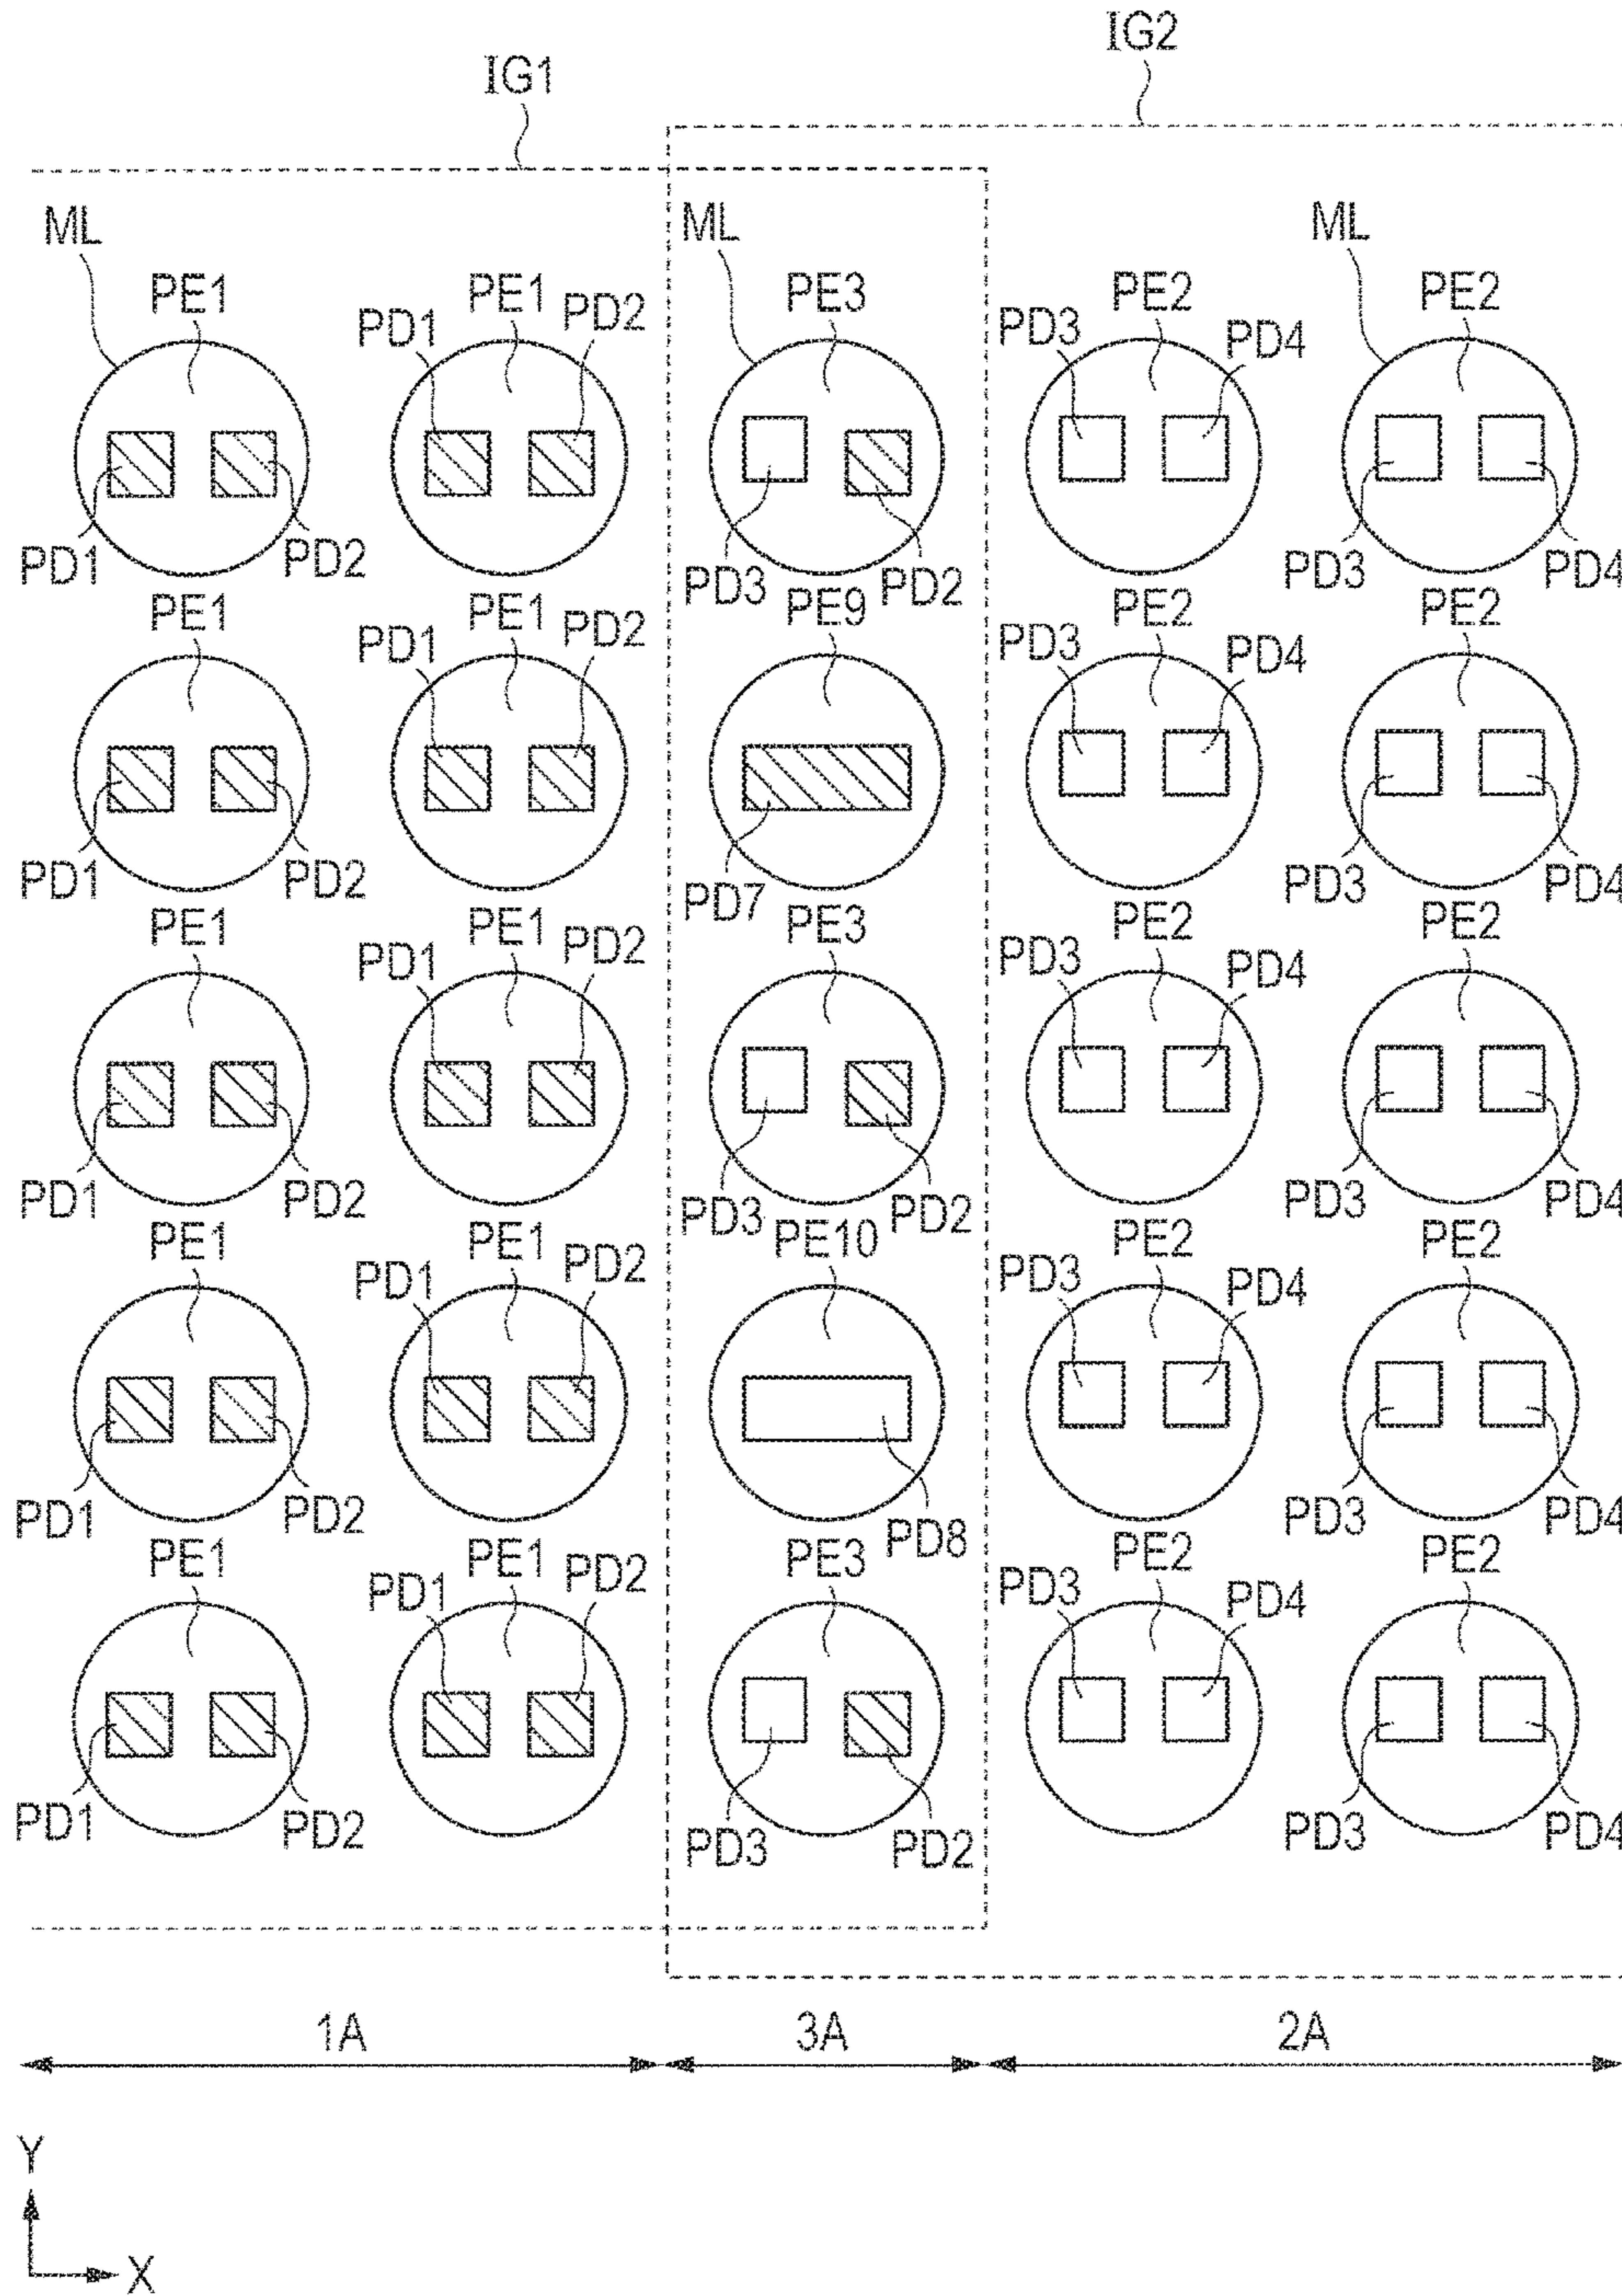 IG2
IG1
ML ML ML
PE1 PE1 PE3 PE2 PE2
PD1 PD2 PD3 PD4
PD1 PD2 PD3 PD2 PD3 PD4
PE1 PE1 PE9 PE2 PE2
PD1 PD2 PD3 PD4
PD1 PD2 PD7 PD3 PD4
PE1 PE1 PE3 PE2 PE2
PD1 PD2 PD3 PD4
PD1 PD2 PD3 PD2 PD3 PD4
PE1 PE1 PE10 PE2 PE2
PD1 PD2 PD3 PD4
PD1 PD2 PD8 PD3 PD4
PE1 PE1 PE3 PE2 PE2
PD1 PD2 PD3 PD4
PD1 PD2 PD3 PD2 PD3 PD4
1A 3A 2A
Y
X